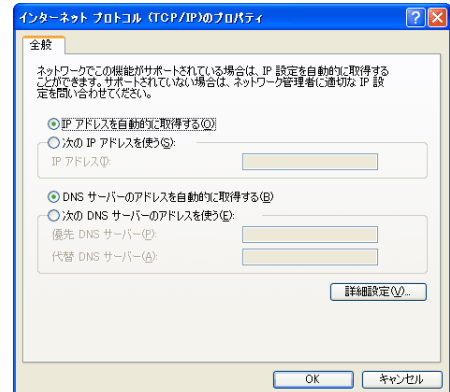 インターネット プロトコル (TCP/IP)のプロパティ
全般
ネットワークでこの機能がサポートされている場合は、IP 設定を自動的に取得する
ことができます。サポートされていない場合は、ネットワーク管理者に適切な IP 設
定を問い合わせてください。
IP アドレスを自動的に取得する(O)
次の IP アドレスを使う(S):
IP アドレス(I):
DNS サーバーのアドレスを自動的に取得する(B)
次の DNS サーバーのアドレスを使う(E):
優先 DNS サーバー(P):
代替 DNS サーバー(A):
詳細設定(V)...
OK
キャンセル